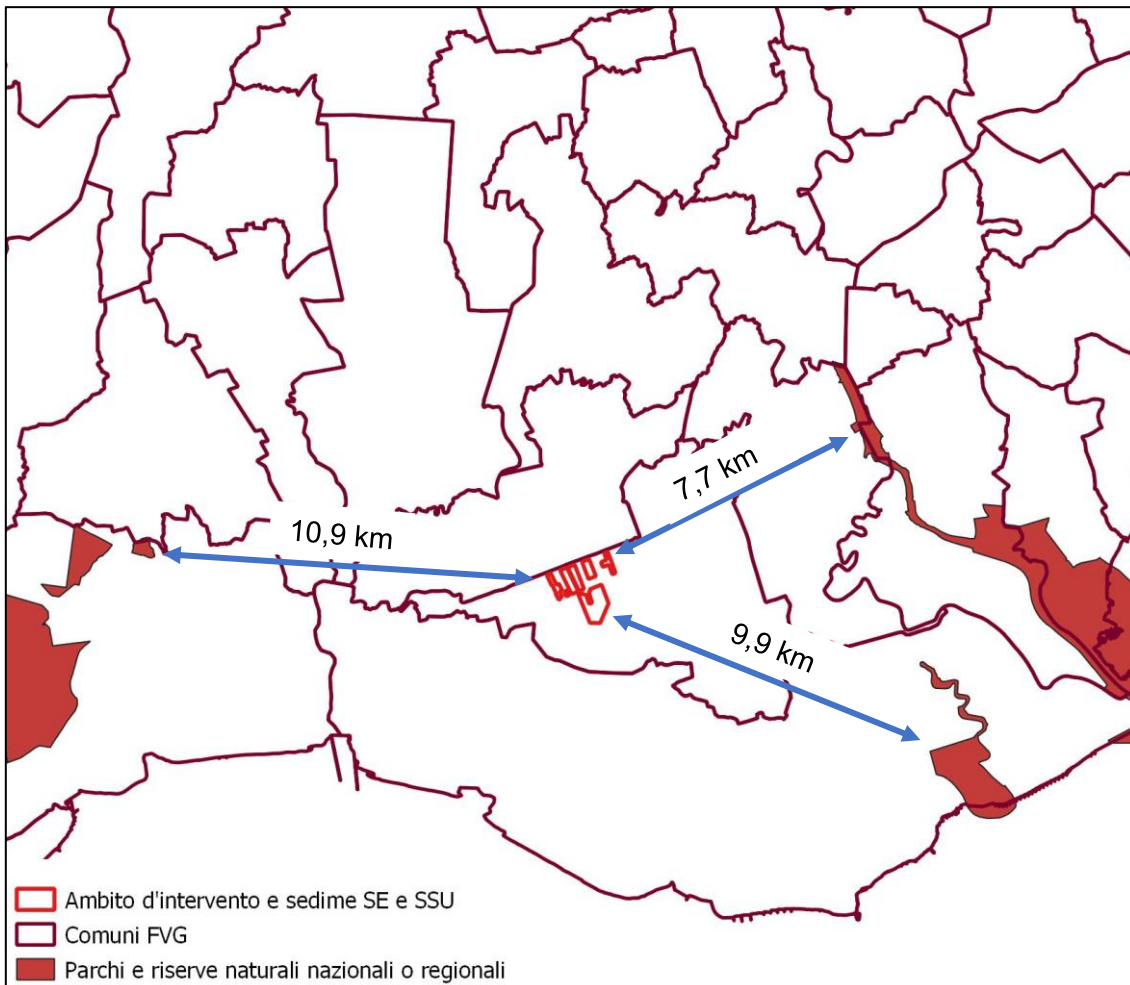 7,7 km
10,9 km
9,9 km
Ambito d'intervento e sedime SE e SSU
Comuni FVG
Parchi e riserve naturali nazionali o regionali